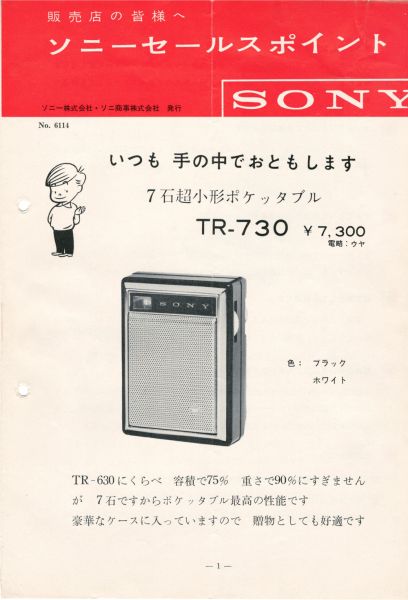 販売店の皆様へ
ソニーセールスポイント
ソニー株式会社・ソニ商事株式会社 発行
SONY
No. 6114
いつも 手の中でおともします
7石超小形ポケッタブル
TR-730 ¥7,300
電略：ウヤ
SONY
色： ブラック
ホワイト
TR-630にくらべ 容積で75% 重さで90%にすぎません
が 7石ですからポケッタブル最高の性能です
豪華なケースに入っていますので 贈物としても好適です
—1—